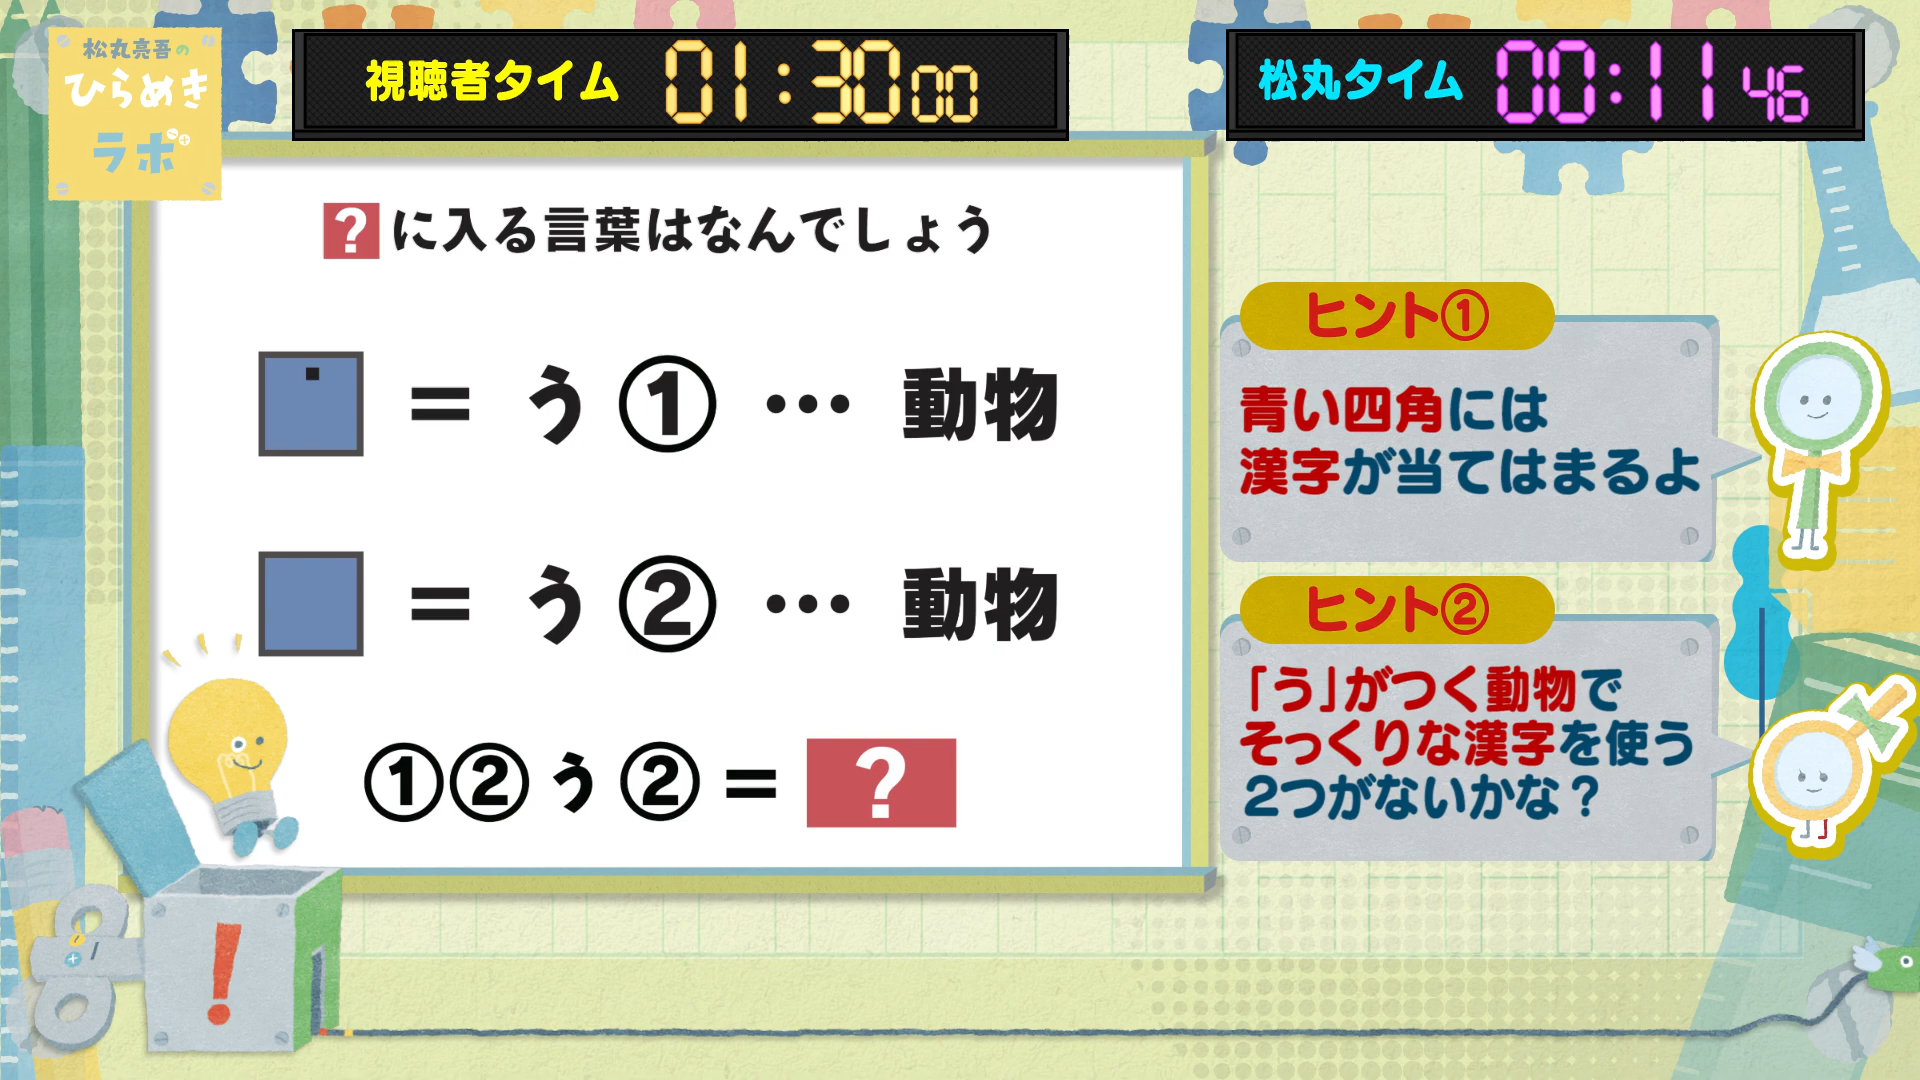 松丸亮吾の
ひらめき
ラボ
視聴者タイム 01:30 00
松丸タイム 00:11 46
?に入る言葉はなんでしょう
= う ① … 動物
= う ② … 動物
①②う② = ?
ヒント①
青い四角には
漢字が当てはまるよ
ヒント②
「う」がつく動物で
そっくりな漢字を使う
2つがないかな？
!